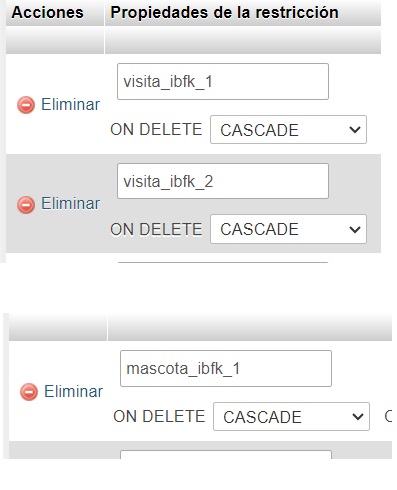 Acciones Propiedades de la restricción
visita_ibfk_1
Eliminar
ON DELETE CASCADE
visita_ibfk_2
Eliminar
ON DELETE CASCADE
mascota_ibfk_1
Eliminar
ON DELETE CASCADE